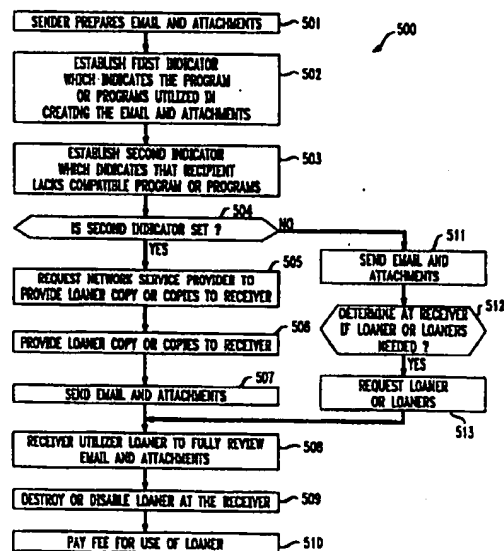 SENDER PREPARES EMAIL AND ATTACHMENTS
501
500
ESTABLISH FIRST INDICATOR
WHICH INDICATES THE PROGRAM
OR PROGRAMS UTILIZED IN
CREATING THE EMAIL AND ATTACHMENTS
502
ESTABLISH SECOND INDICATOR
WHICH INDICATES THAT RECIPIENT
LACKS COMPATIBLE PROGRAM OR PROGRAMS
503
504
IS SECOND INDICATOR SET ?
NO
YES
511
SEND EMAIL AND
ATTACHMENTS
505
REQUEST NETWORK SERVICE PROVIDER TO
PROVIDE LOANER COPY OR COPIES TO RECEIVER
512
DETERMINE AT RECEIVER
IF LOANER OR LOANERS
NEEDED ?
506
PROVIDE LOANER COPY OR COPIES TO RECEIVER
YES
507
SEND EMAIL AND ATTACHMENTS
REQUEST LOANER
OR LOANERS
513
RECEIVER UTILIZER LOANER TO FULLY REVIEW
EMAIL AND ATTACHMENTS
508
DESTROY OR DISABLE LOANER AT THE RECEIVER
509
PAY FEE FOR USE OF LOANER
510